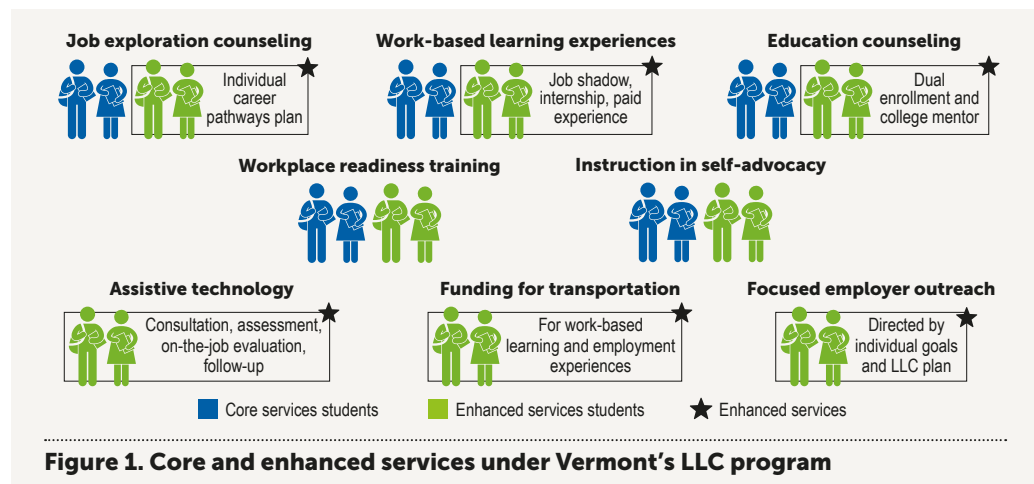 Job exploration counseling
Individual
career
pathways plan
Work-based learning experiences
Job shadow,
internship, paid
experience
Education counseling
Dual
enrollment and
college mentor
Workplace readiness training
Instruction in self-advocacy
Assistive technology
Consultation, assessment,
on-the-job evaluation,
follow-up
Funding for transportation
For work-based
learning and employment
experiences
Focused employer outreach
Directed by
individual goals
and LLC plan
Core services students
Enhanced services students
Enhanced services
Figure 1. Core and enhanced services under Vermont’s LLC program